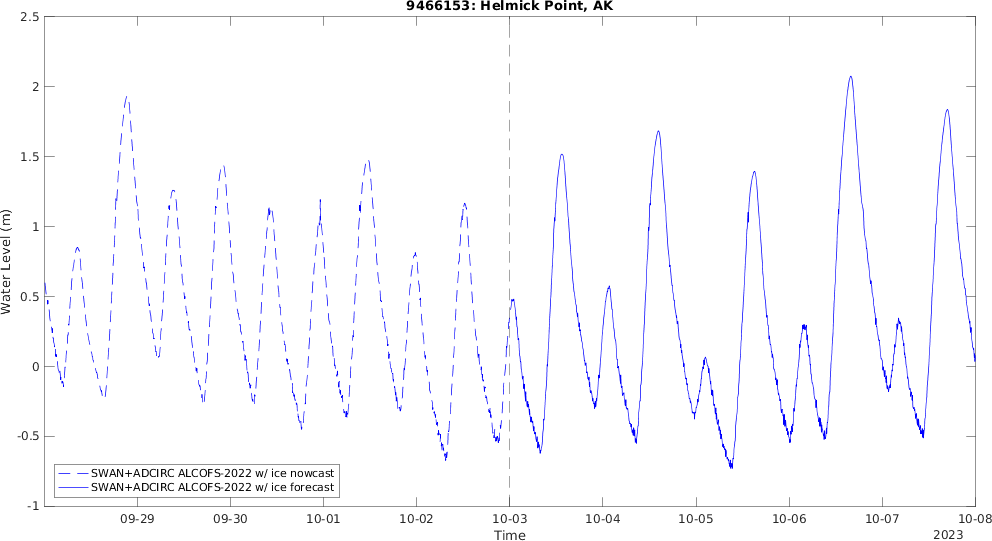 9466153: Helmick Point, AK
2.5
2
1.5
1
0.5
0
-0.5
-1
Water Level (m)
SWAN+ADCIRC ALCOFS-2022 w/ ice nowcast
SWAN+ADCIRC ALCOFS-2022 w/ ice forecast
09-29 09-30 10-01 10-02 10-03 10-04 10-05 10-06 10-07 10-08
Time
2023